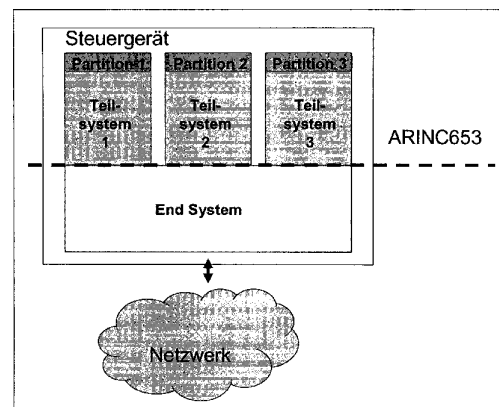 Steuergerät
Partition 1 Partition 2 Partition 3
Teil- Teil- Teil-
system system system
1 2 3
ARINC653
End System
Netzwerk